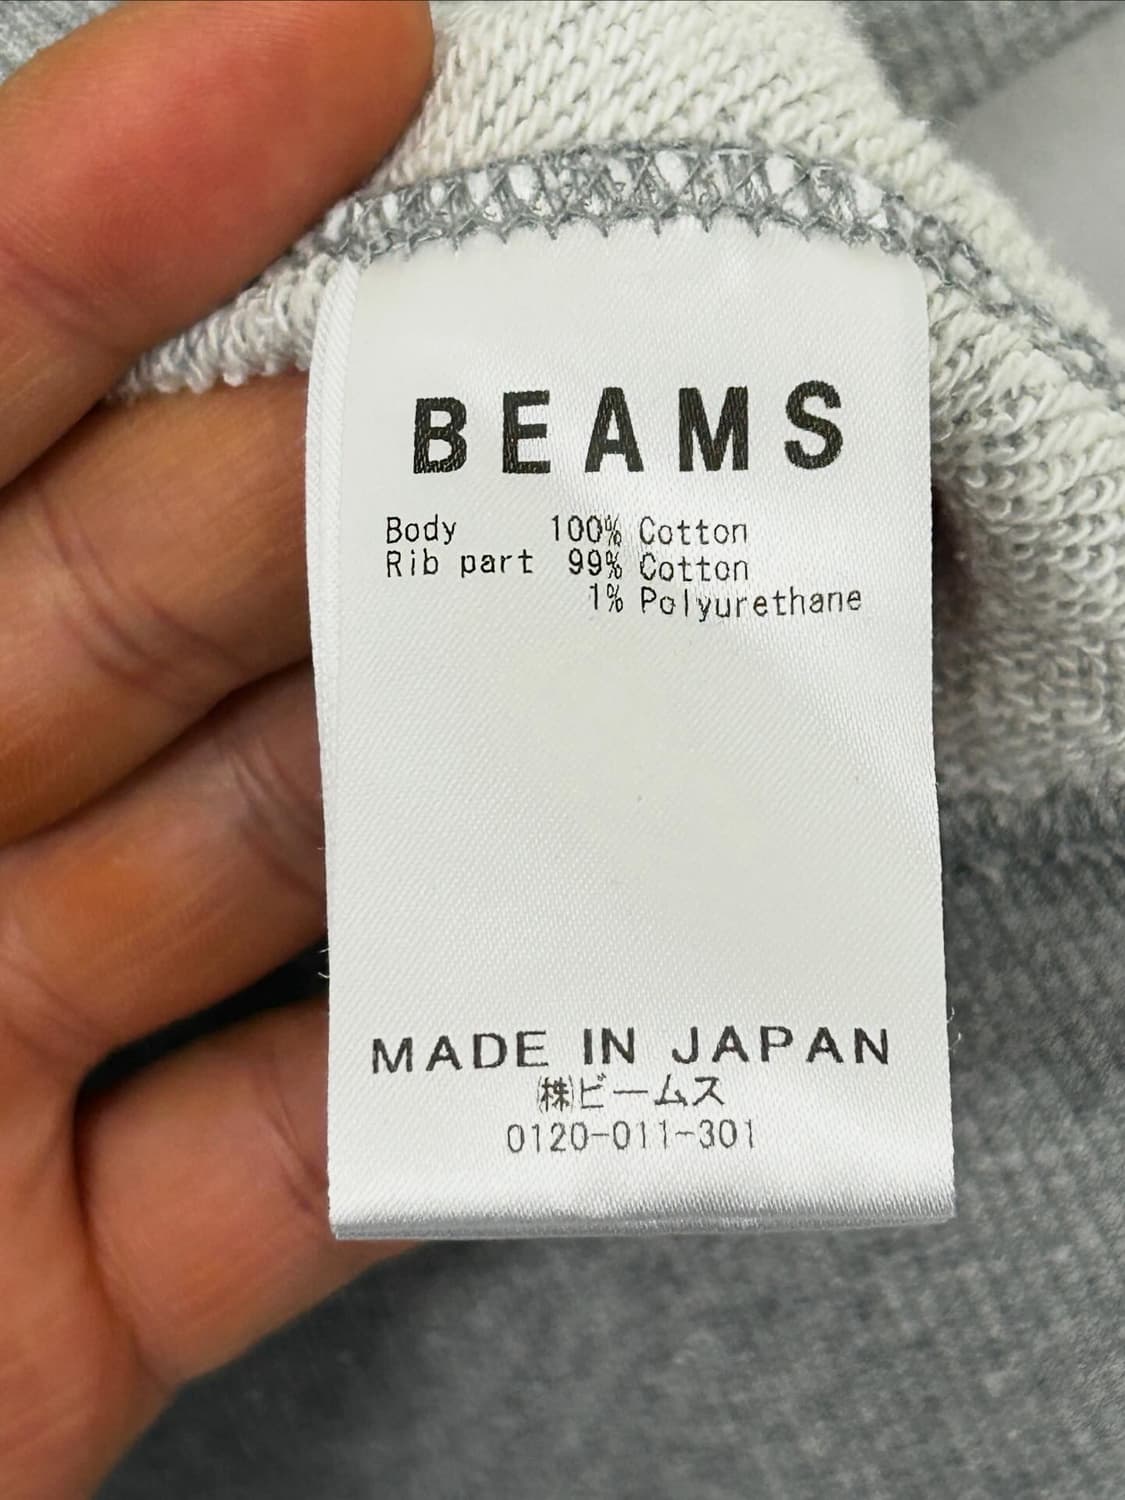 BEAMS
Body 100% Cotton
Rib part 99% Cotton
1% Polyurethane
MADE IN JAPAN
㈱ビームス
0120-011-301